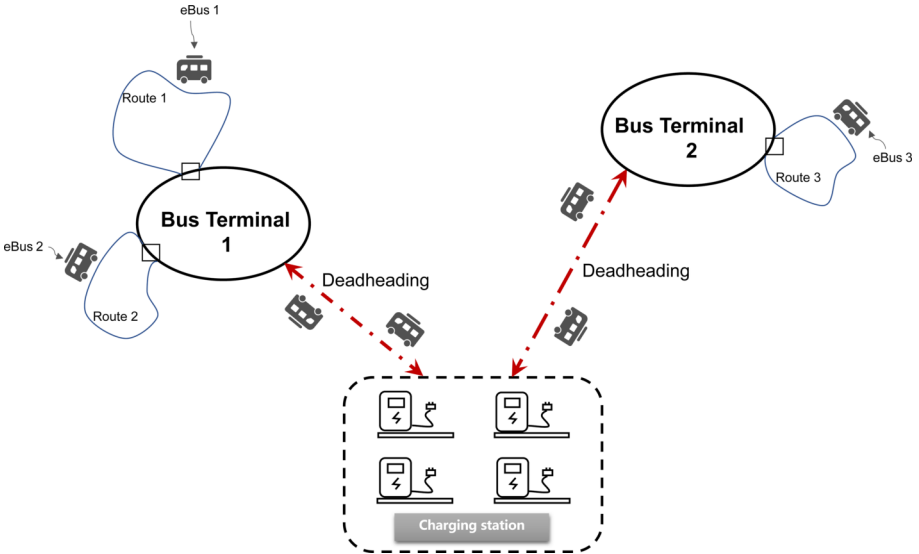 eBus 1
Route 1
Bus Terminal
1
eBus 2
Route 2
Deadheading
Bus Terminal
2
eBus 3
Route 3
Deadheading
Charging station